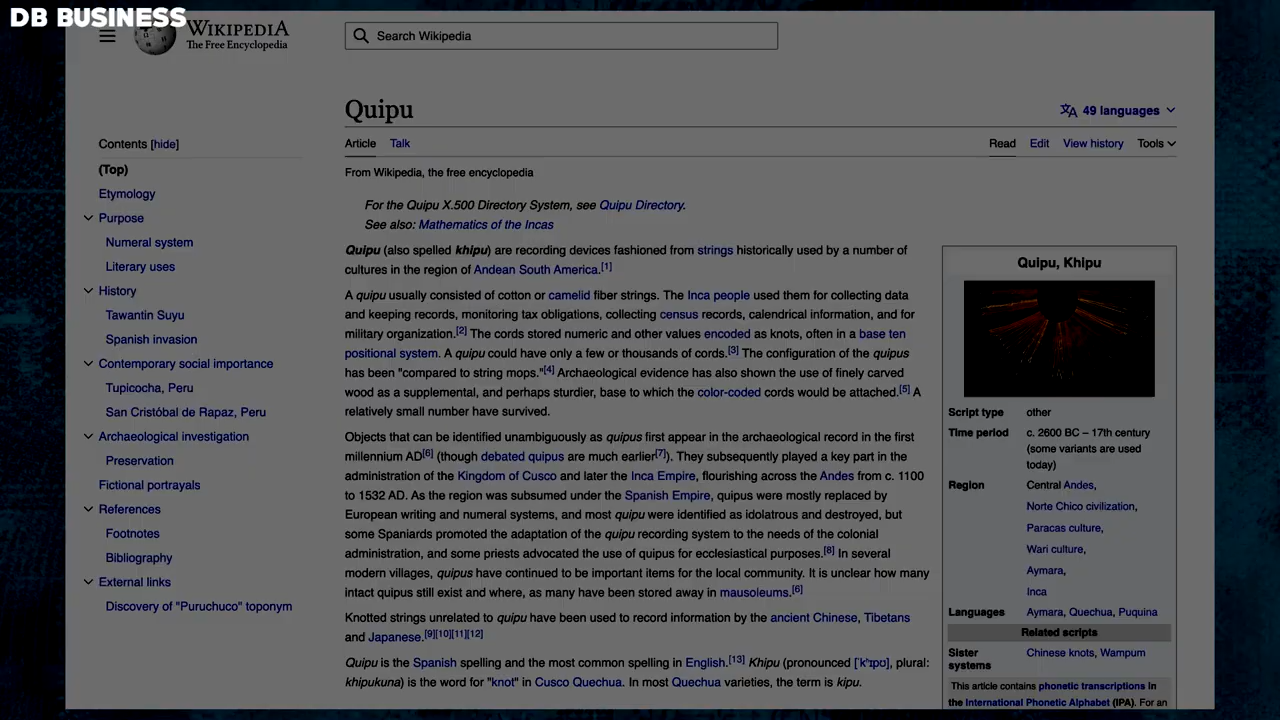 DB BUSINESS
WIKIPEDIA
The Free Encyclopedia
Search Wikipedia
Quipu
49 languages
Article Talk
Read Edit View history Tools
From Wikipedia, the free encyclopedia
Contents [hide]
(Top)
Etymology
Purpose
Numeral system
Literary uses
History
Tawantin Suyu
Spanish invasion
Contemporary social importance
Tupicocha, Peru
San Cristóbal de Rapaz, Peru
Archaeological investigation
Preservation
Fictional portrayals
References
Footnotes
Bibliography
External links
Discovery of "Puruchuco" toponym
For the Quipu X.500 Directory System, see Quipu Directory.
See also: Mathematics of the Incas
Quipu (also spelled khipu) are recording devices fashioned from strings historically used by a number of
cultures in the region of Andean South America.[1]
A quipu usually consisted of cotton or camelid fiber strings. The Inca people used them for collecting data
and keeping records, monitoring tax obligations, collecting census records, calendrical information, and for
military organization.[2] The cords stored numeric and other values encoded as knots, often in a base ten
positional system. A quipu could have only a few or thousands of cords.[3] The configuration of the quipus
has been "compared to string mops."[4] Archaeological evidence has also shown the use of finely carved
wood as a supplemental, and perhaps sturdier, base to which the color-coded cords would be attached.[5] A
relatively small number have survived.
Objects that can be identified unambiguously as quipus first appear in the archaeological record in the first
millennium AD[6] (though debated quipus are much earlier[7]). They subsequently played a key part in the
administration of the Kingdom of Cusco and later the Inca Empire, flourishing across the Andes from c. 1100
to 1532 AD. As the region was subsumed under the Spanish Empire, quipus were mostly replaced by
European writing and numeral systems, and most quipu were identified as idolatrous and destroyed, but
some Spaniards promoted the adaptation of the quipu recording system to the needs of the colonial
administration, and some priests advocated the use of quipus for ecclesiastical purposes.[8] In several
modern villages, quipus have continued to be important items for the local community. It is unclear how many
intact quipus still exist and where, as many have been stored away in mausoleums.[6]
Knotted strings unrelated to quipu have been used to record information by the ancient Chinese, Tibetans
and Japanese.[9][10][11][12]
Quipu is the Spanish spelling and the most common spelling in English.[13] Khipu (pronounced [ˈkʰɪpʊ], plural:
khipukuna) is the word for "knot" in Cusco Quechua. In most Quechua varieties, the term is kipu.
Quipu, Khipu
Script type other
Time period c. 2600 BC – 17th century
(some variants are used
today)
Region Central Andes,
Norte Chico civilization,
Paracas culture,
Wari culture,
Aymara,
Inca
Languages Aymara, Quechua, Puquina
Related scripts
Sister
systems
Chinese knots, Wampum
This article contains phonetic transcriptions in
the International Phonetic Alphabet (IPA). For an